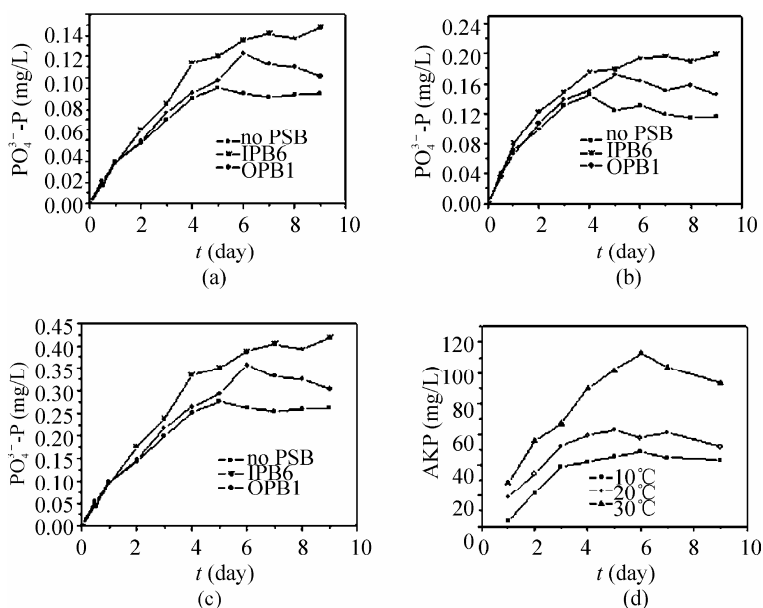 (a)
PO₄³⁻-P (mg/L)
0.14
0.12
0.10
0.08
0.06
0.04
0.02
0.00
no PSB
IPB6
OPB1
0 2 4 6 8 10
t (day)
(b)
PO₄³⁻-P (mg/L)
0.24
0.20
0.16
0.12
0.08
0.04
0.00
no PSB
IPB6
OPB1
0 2 4 6 8 10
t (day)
(c)
PO₄³⁻-P (mg/L)
0.45
0.40
0.35
0.30
0.25
0.20
0.15
0.10
0.05
0.00
no PSB
IPB6
OPB1
0 2 4 6 8 10
t (day)
(d)
AKP (mg/L)
120
100
80
60
40
20
0
10℃
20℃
30℃
0 2 4 6 8 10
t (day)